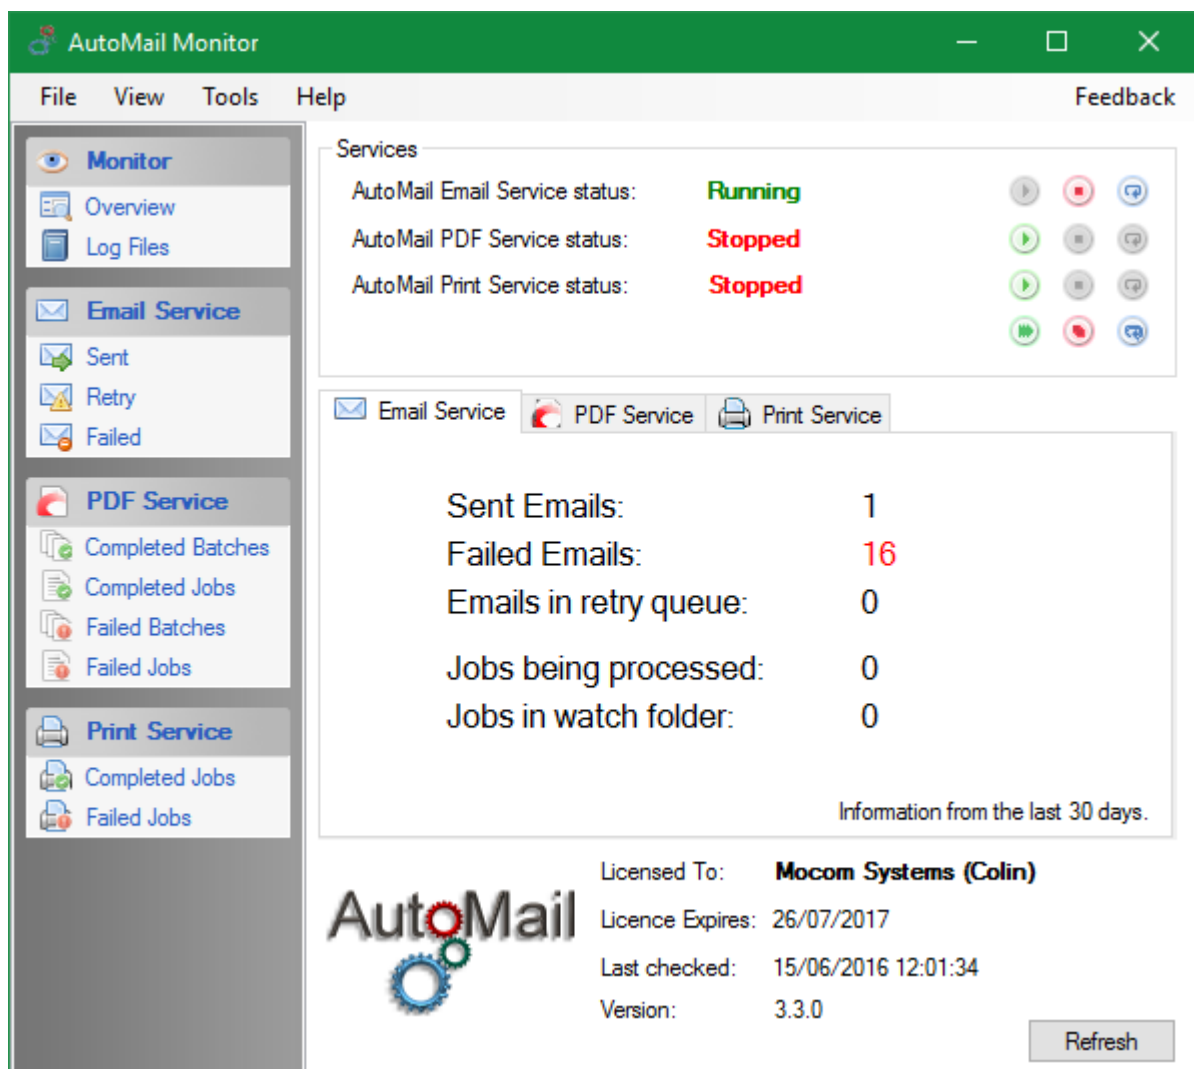 AutoMail Monitor
File View Tools Help Feedback
Monitor
Overview
Log Files
Email Service
Sent
Retry
Failed
PDF Service
Completed Batches
Completed Jobs
Failed Batches
Failed Jobs
Print Service
Completed Jobs
Failed Jobs
Services
AutoMail Email Service status: Running
AutoMail PDF Service status: Stopped
AutoMail Print Service status: Stopped
Email Service PDF Service Print Service
Sent Emails: 1
Failed Emails: 16
Emails in retry queue: 0
Jobs being processed: 0
Jobs in watch folder: 0
Information from the last 30 days.
AutoMail
Licensed To: Mocom Systems (Colin)
Licence Expires: 26/07/2017
Last checked: 15/06/2016 12:01:34
Version: 3.3.0
Refresh